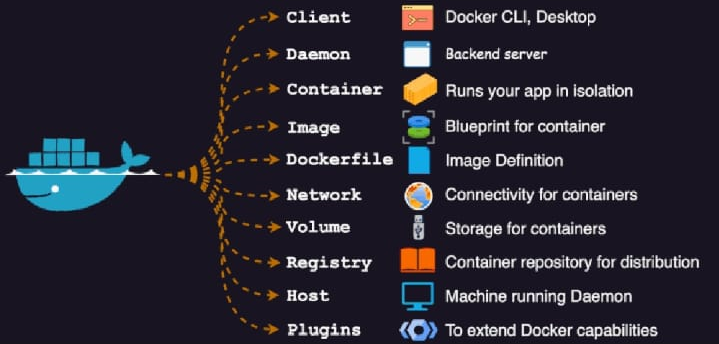 Client Docker CLI, Desktop
Daemon Backend server
Container Runs your app in isolation
Image Blueprint for container
Dockerfile Image Definition
Network Connectivity for containers
Volume Storage for containers
Registry Container repository for distribution
Host Machine running Daemon
Plugins To extend Docker capabilities